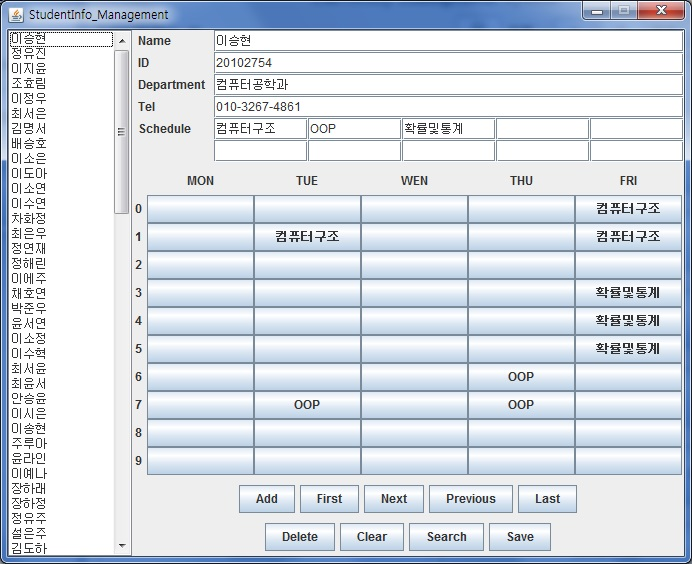 StudentInfo_Management
이승현
정유진
이지윤
조효림
이정우
최서은
김명서
배승호
이소은
이도아
이소연
이수연
차화정
최은우
정연재
정해린
이에주
채호연
박준우
윤서연
이소정
이수혁
최서윤
최윤서
안승윤
이시은
이승현
주루아
윤라인
이예나
장하래
장하정
정유주
설은주
김도하
Name 이승현
ID 20102754
Department 컴퓨터공학과
Tel 010-3267-4861
Schedule 컴퓨터구조 OOP 확률및통계
MON TUE WEN THU FRI
0 컴퓨터구조
1 컴퓨터구조 컴퓨터구조
2
3 확률및통계
4 확률및통계
5 확률및통계
6 OOP
7 OOP OOP
8
9
Add First Next Previous Last
Delete Clear Search Save